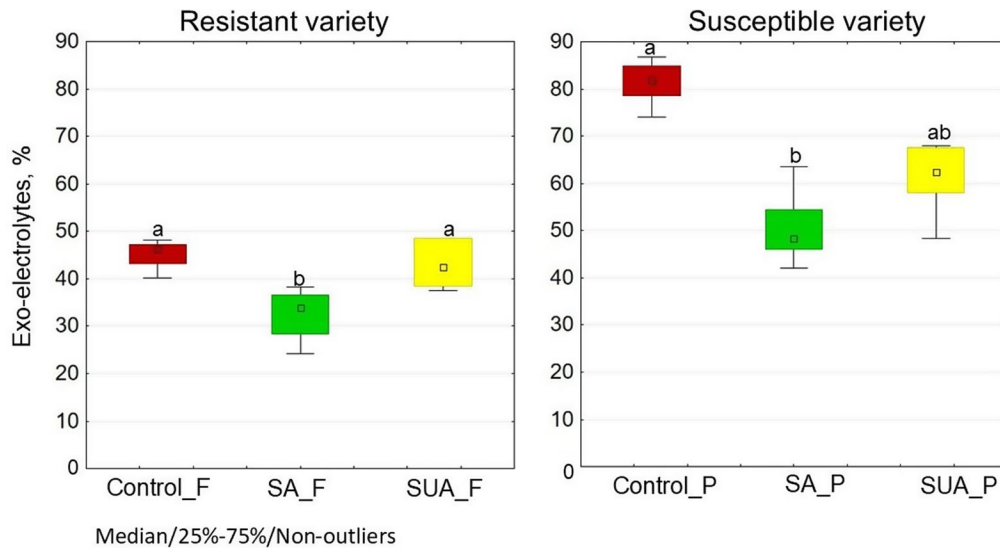 Resistant variety
Susceptible variety
Exo-electrolytes, %
90
80
70
60
50
40
30
20
10
0
a
b
a
Control_F
SA_F
SUA_F
90
80
70
60
50
40
30
20
10
0
a
b
ab
Control_P
SA_P
SUA_P
Median/25%-75%/Non-outliers